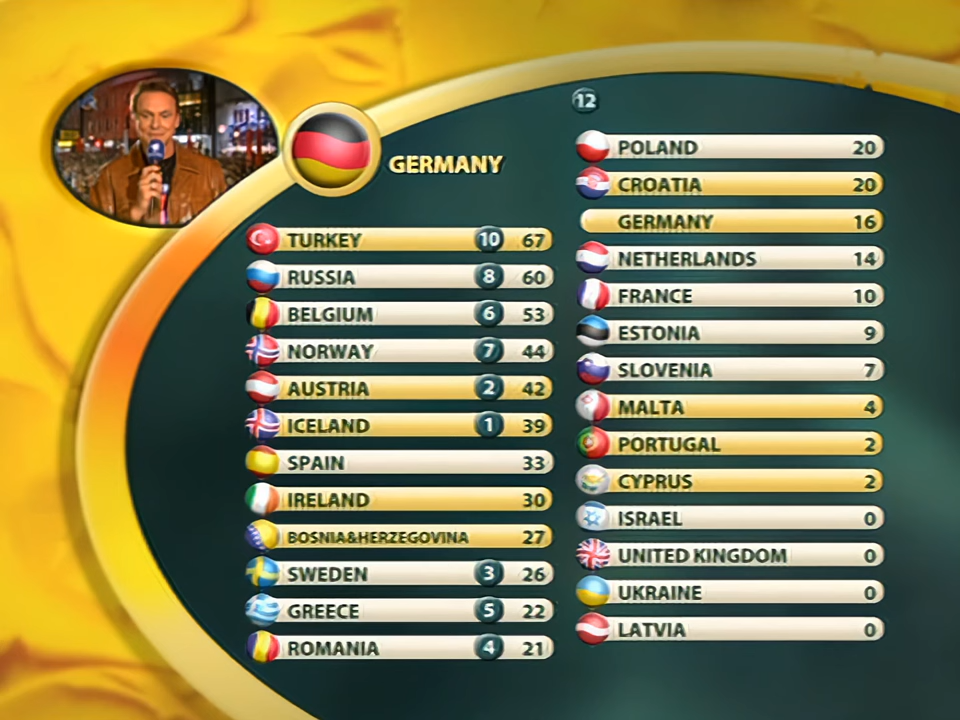 GERMANY
TURKEY 10 67
RUSSIA 8 60
BELGIUM 6 53
NORWAY 7 44
AUSTRIA 2 42
ICELAND 1 39
SPAIN 33
IRELAND 30
BOSNIA&HERZEGOVINA 27
SWEDEN 3 26
GREECE 5 22
ROMANIA 4 21
12
POLAND 20
CROATIA 20
GERMANY 16
NETHERLANDS 14
FRANCE 10
ESTONIA 9
SLOVENIA 7
MALTA 4
PORTUGAL 2
CYPRUS 2
ISRAEL 0
UNITED KINGDOM 0
UKRAINE 0
LATVIA 0